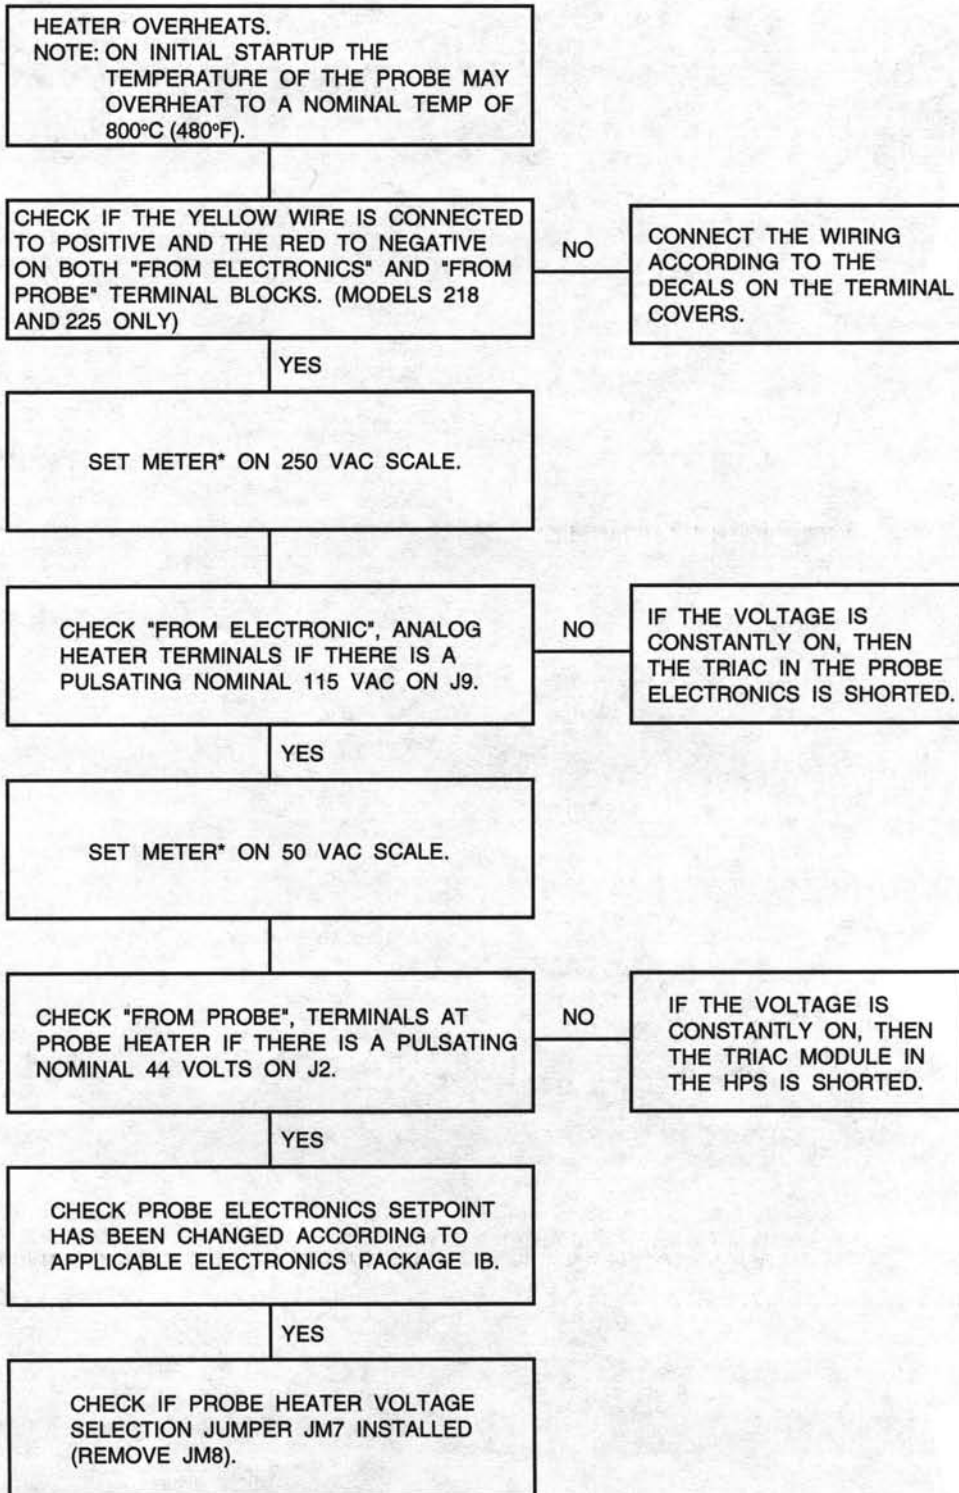 HEATER OVERHEATS.
NOTE: ON INITIAL STARTUP THE
TEMPERATURE OF THE PROBE MAY
OVERHEAT TO A NOMINAL TEMP OF
800°C (480°F).
CHECK IF THE YELLOW WIRE IS CONNECTED
TO POSITIVE AND THE RED TO NEGATIVE
ON BOTH "FROM ELECTRONICS" AND "FROM
PROBE" TERMINAL BLOCKS. (MODELS 218
AND 225 ONLY)
NO
CONNECT THE WIRING
ACCORDING TO THE
DECALS ON THE TERMINAL
COVERS.
YES
SET METER* ON 250 VAC SCALE.
CHECK "FROM ELECTRONIC", ANALOG
HEATER TERMINALS IF THERE IS A
PULSATING NOMINAL 115 VAC ON J9.
NO
IF THE VOLTAGE IS
CONSTANTLY ON, THEN
THE TRIAC IN THE PROBE
ELECTRONICS IS SHORTED.
YES
SET METER* ON 50 VAC SCALE.
CHECK "FROM PROBE", TERMINALS AT
PROBE HEATER IF THERE IS A PULSATING
NOMINAL 44 VOLTS ON J2.
NO
IF THE VOLTAGE IS
CONSTANTLY ON, THEN
THE TRIAC MODULE IN
THE HPS IS SHORTED.
YES
CHECK PROBE ELECTRONICS SETPOINT
HAS BEEN CHANGED ACCORDING TO
APPLICABLE ELECTRONICS PACKAGE IB.
YES
CHECK IF PROBE HEATER VOLTAGE
SELECTION JUMPER JM7 INSTALLED
(REMOVE JM8).